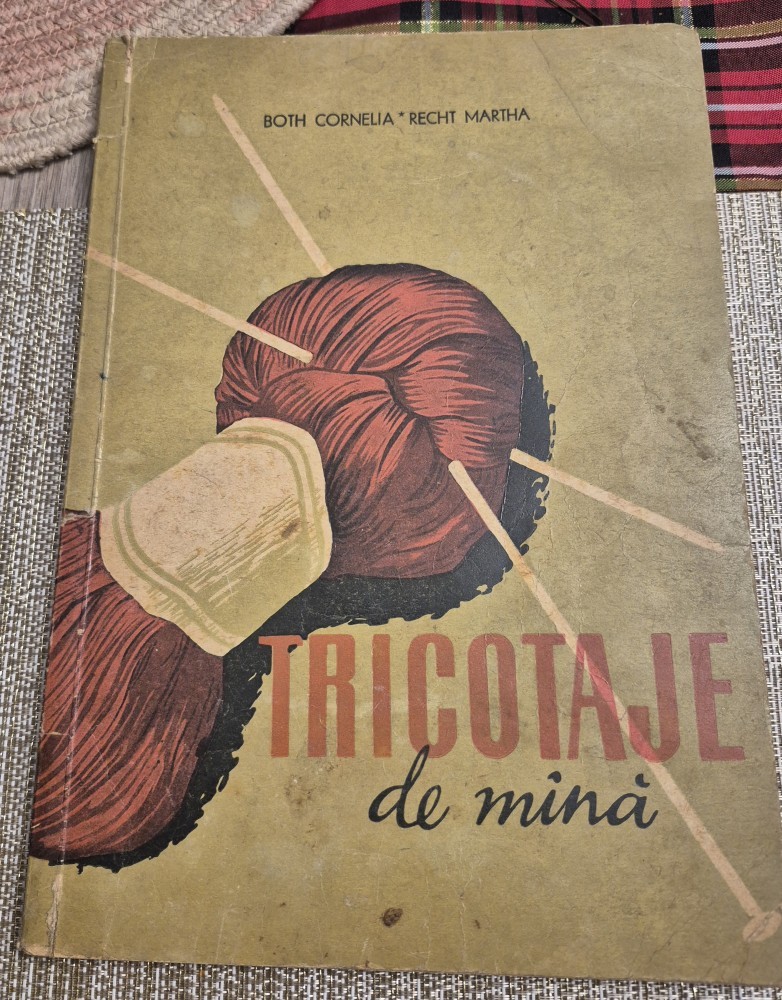 BOTH CORNELIA * RECHT MARTHA
TRICOTAJE
de mînă